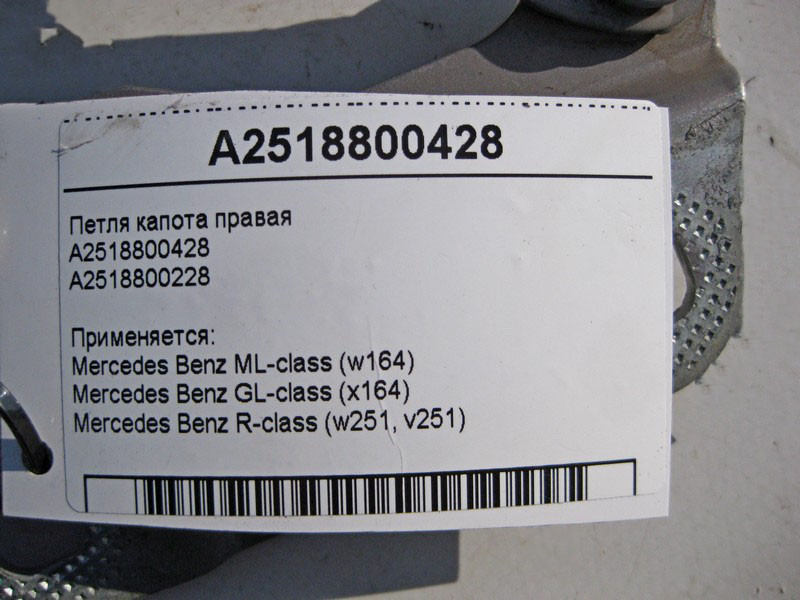 A2518800428
Петля капота правая
A2518800428
A2518800228
Применяется:
Mercedes Benz ML-class (w164)
Mercedes Benz GL-class (x164)
Mercedes Benz R-class (w251, v251)